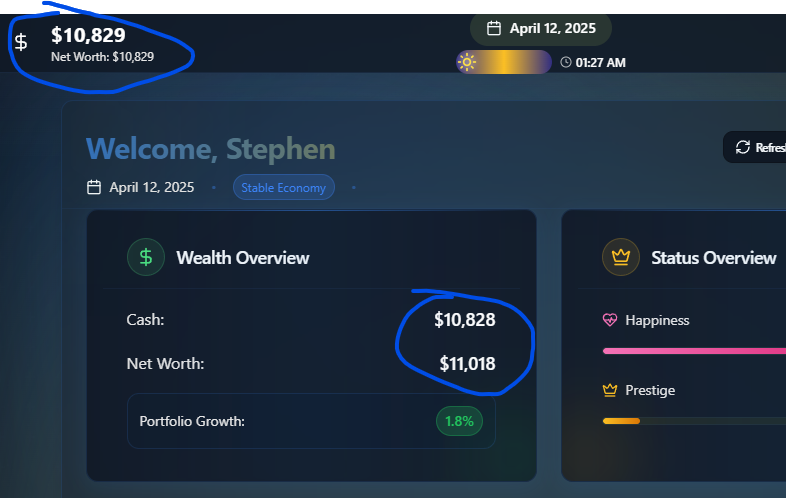 $ $10,829
Net Worth: $10,829
April 12, 2025
01:27 AM
Welcome, Stephen
Refresh
April 12, 2025 • Stable Economy •
$ Wealth Overview
Cash: $10,828
Net Worth: $11,018
Portfolio Growth: 1.8%
Status Overview
Happiness
Prestige